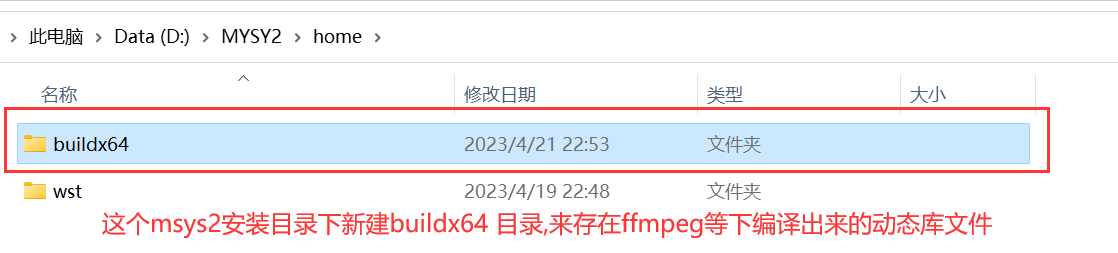 此电脑 Data (D:) MYSY2 home
名称 修改日期 类型 大小
buildx64 2023/4/21 22:53 文件夹
wst 2023/4/19 22:48 文件夹
这个msys2安装目录下新建buildx64 目录,来存在ffmpeg等下编译出来的动态库文件